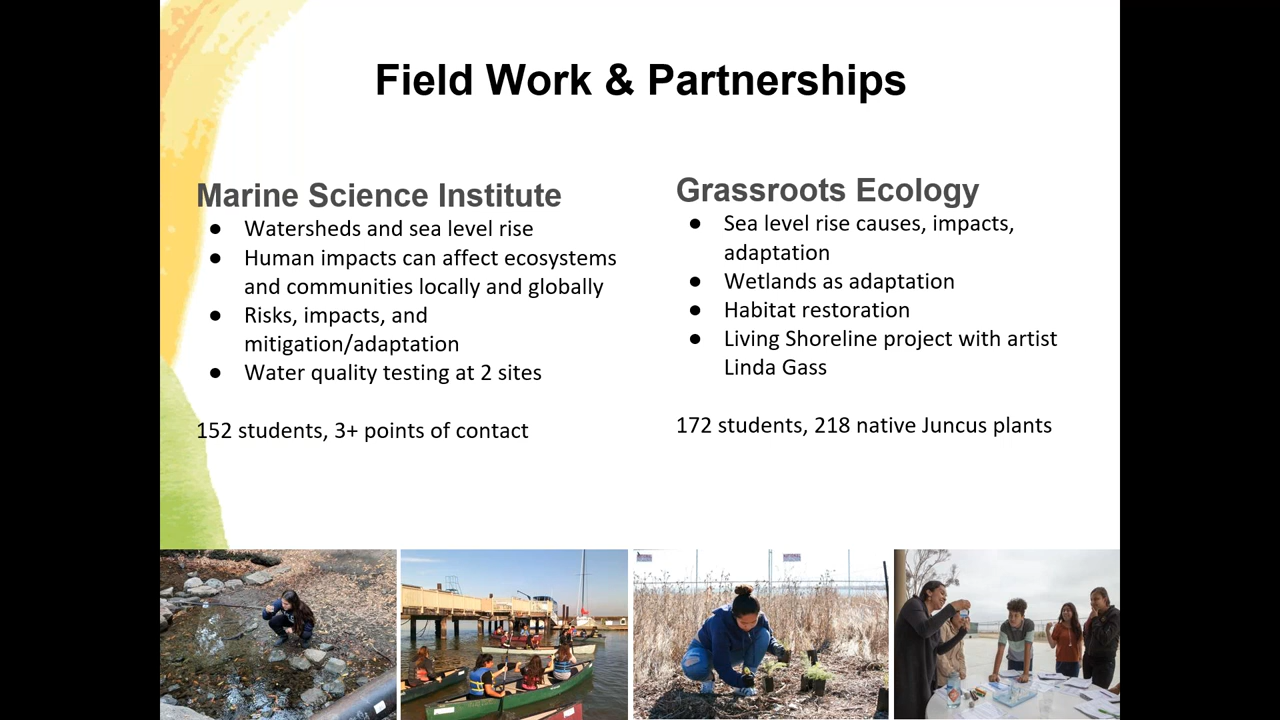 Field Work & Partnerships
Marine Science Institute
● Watersheds and sea level rise
● Human impacts can affect ecosystems
and communities locally and globally
● Risks, impacts, and
mitigation/adaptation
● Water quality testing at 2 sites
152 students, 3+ points of contact
Grassroots Ecology
● Sea level rise causes, impacts,
adaptation
● Wetlands as adaptation
● Habitat restoration
● Living Shoreline project with artist
Linda Gass
172 students, 218 native Juncus plants